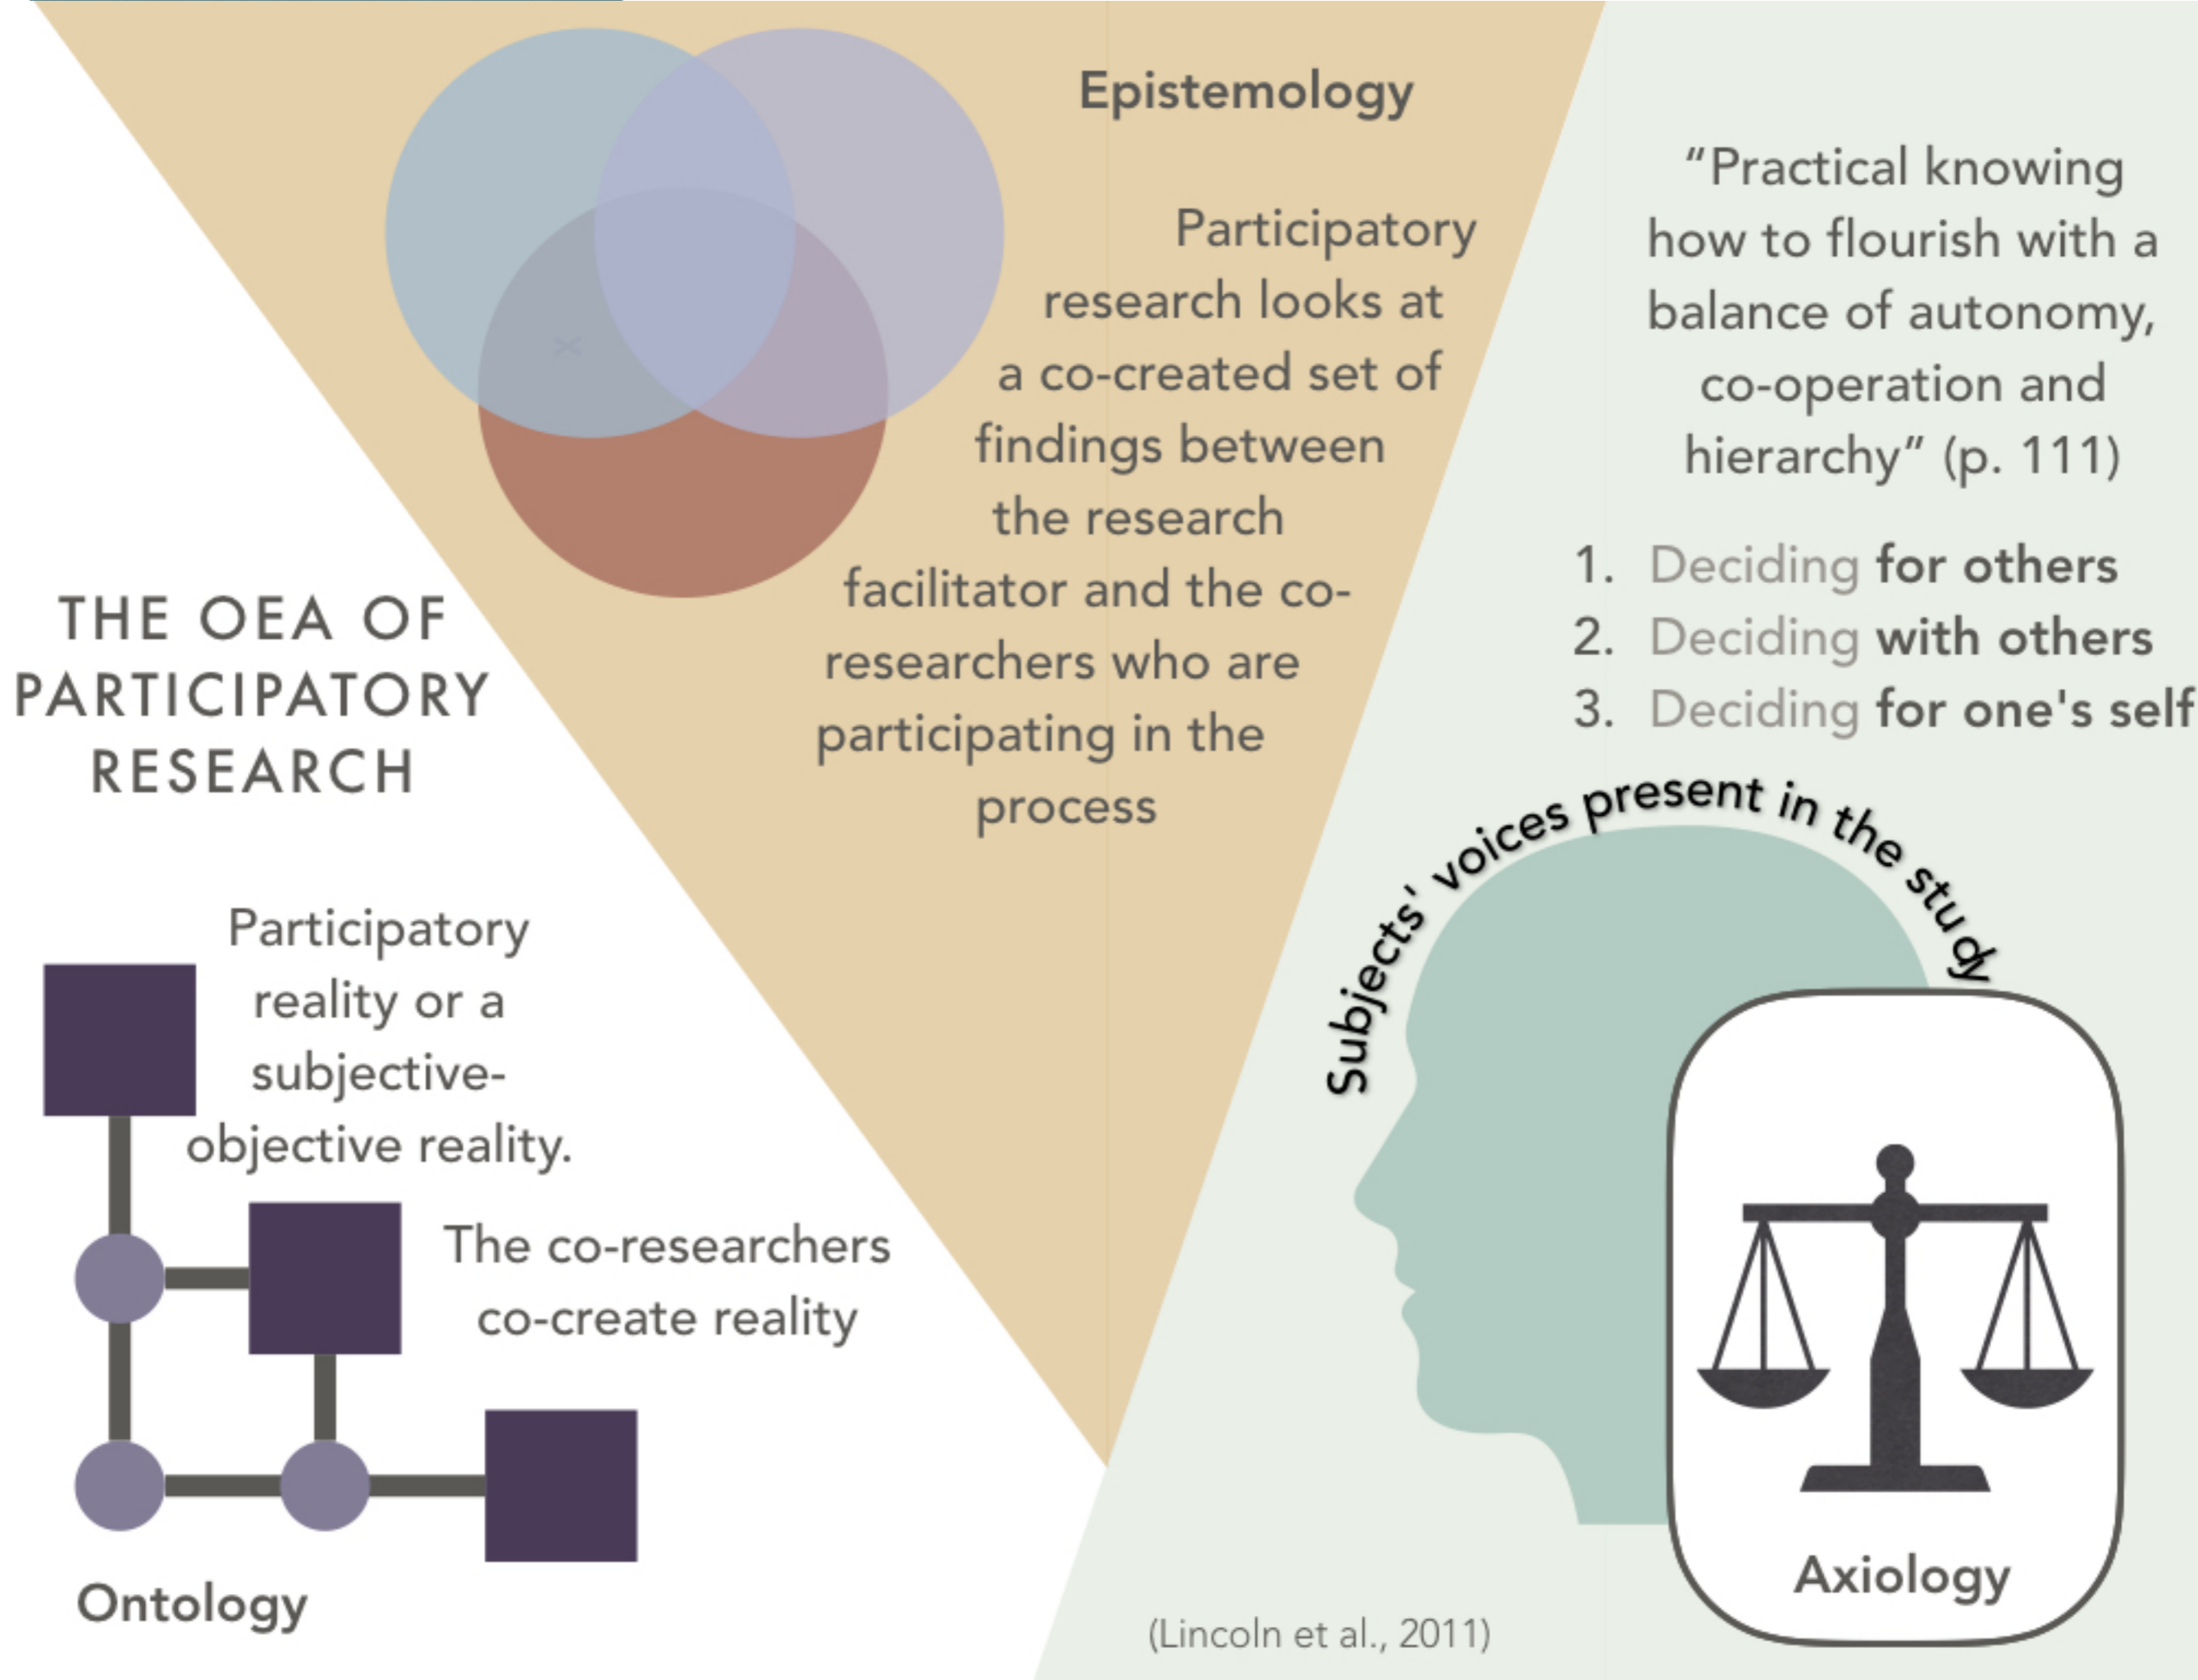 THE OEA OF
PARTICIPATORY
RESEARCH
Participatory
reality or a
subjective-
objective reality.
The co-researchers
co-create reality
Ontology
Epistemology
Participatory
research looks at
a co-created set of
findings between
the research
facilitator and the co-
researchers who are
participating in the
process
“Practical knowing
how to flourish with a
balance of autonomy,
co-operation and
hierarchy” (p. 111)
1. Deciding for others
2. Deciding with others
3. Deciding for one's self
Subjects' voices present in the study
Axiology
(Lincoln et al., 2011)